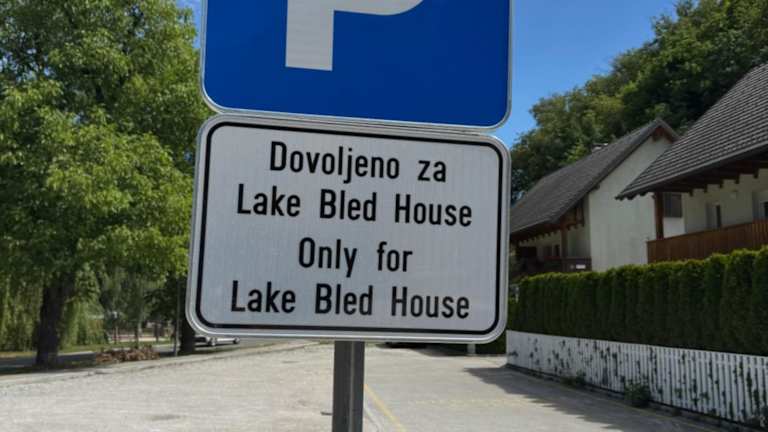 P
Dovoljeno za
Lake Bled House
Only for
Lake Bled House